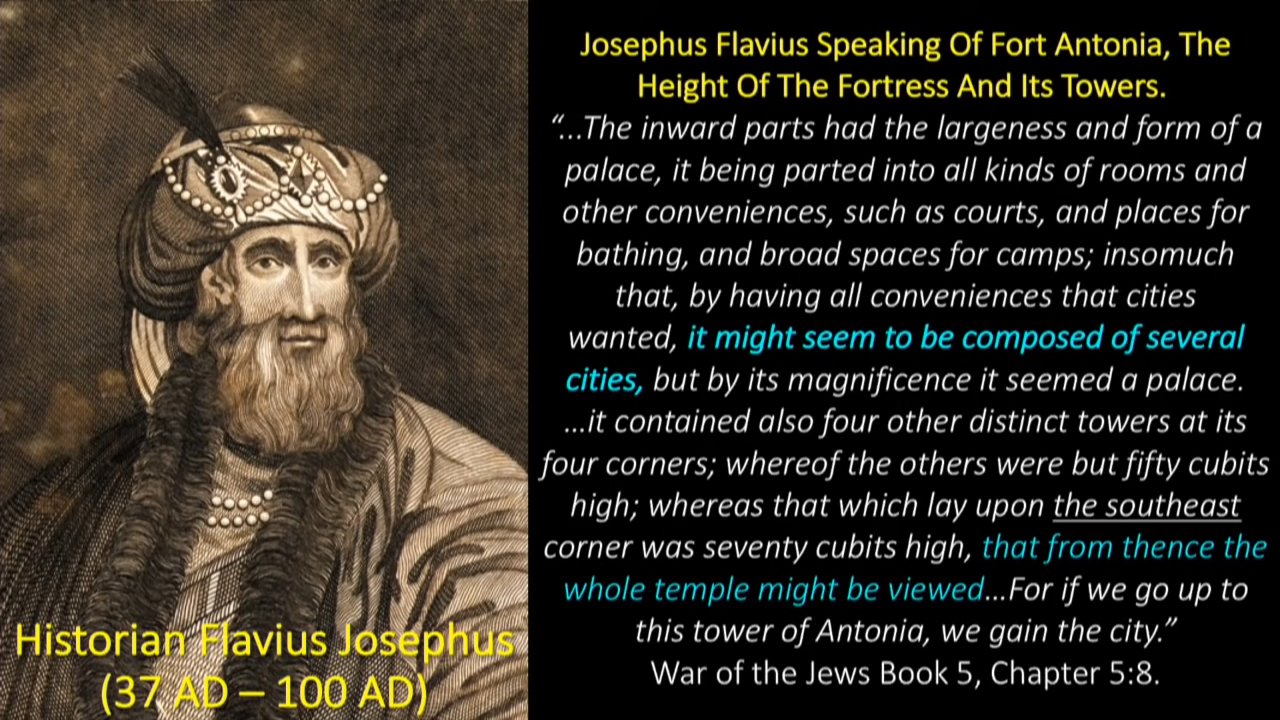 Josephus Flavius Speaking Of Fort Antonia, The
Height Of The Fortress And Its Towers.
“...The inward parts had the largeness and form of a
palace, it being parted into all kinds of rooms and
other conveniences, such as courts, and places for
bathing, and broad spaces for camps; insomuch
that, by having all conveniences that cities
wanted, it might seem to be composed of several
cities, but by its magnificence it seemed a palace.
...it contained also four other distinct towers at its
four corners; whereof the others were but fifty cubits
high; whereas that which lay upon the southeast
corner was seventy cubits high, that from thence the
whole temple might be viewed...For if we go up to
this tower of Antonia, we gain the city.”
War of the Jews Book 5, Chapter 5:8.
Historian Flavius Josephus
(37 AD – 100 AD)